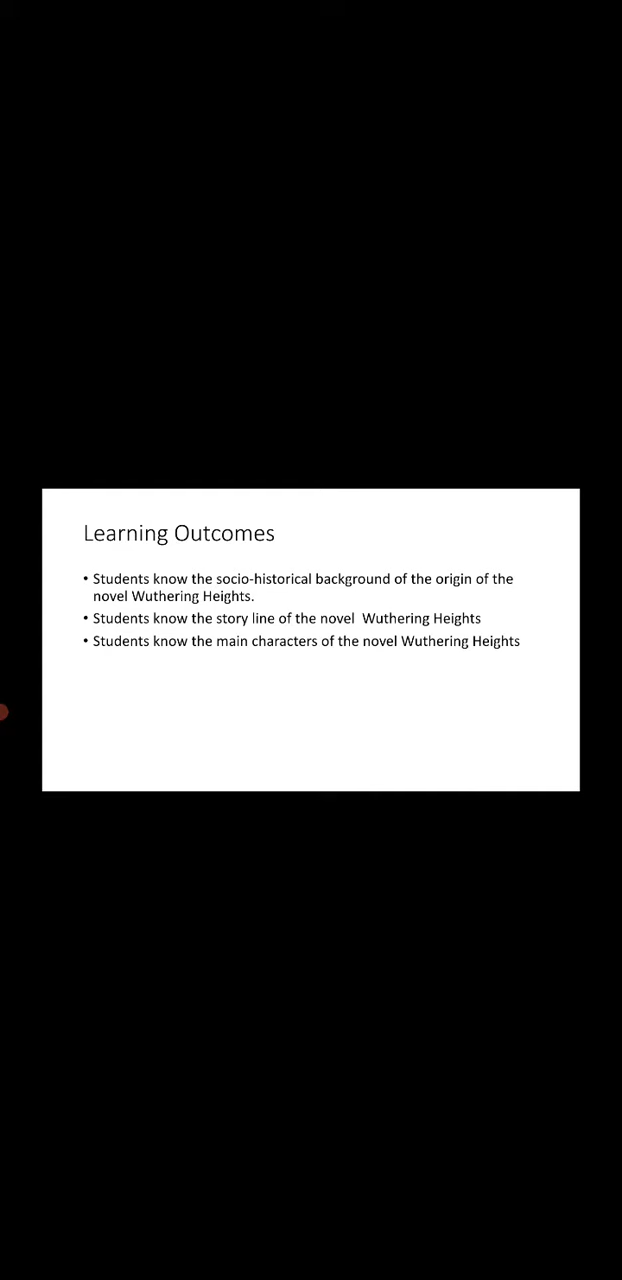 Learning Outcomes
• Students know the socio-historical background of the origin of the
novel Wuthering Heights.
• Students know the story line of the novel  Wuthering Heights
• Students know the main characters of the novel Wuthering Heights